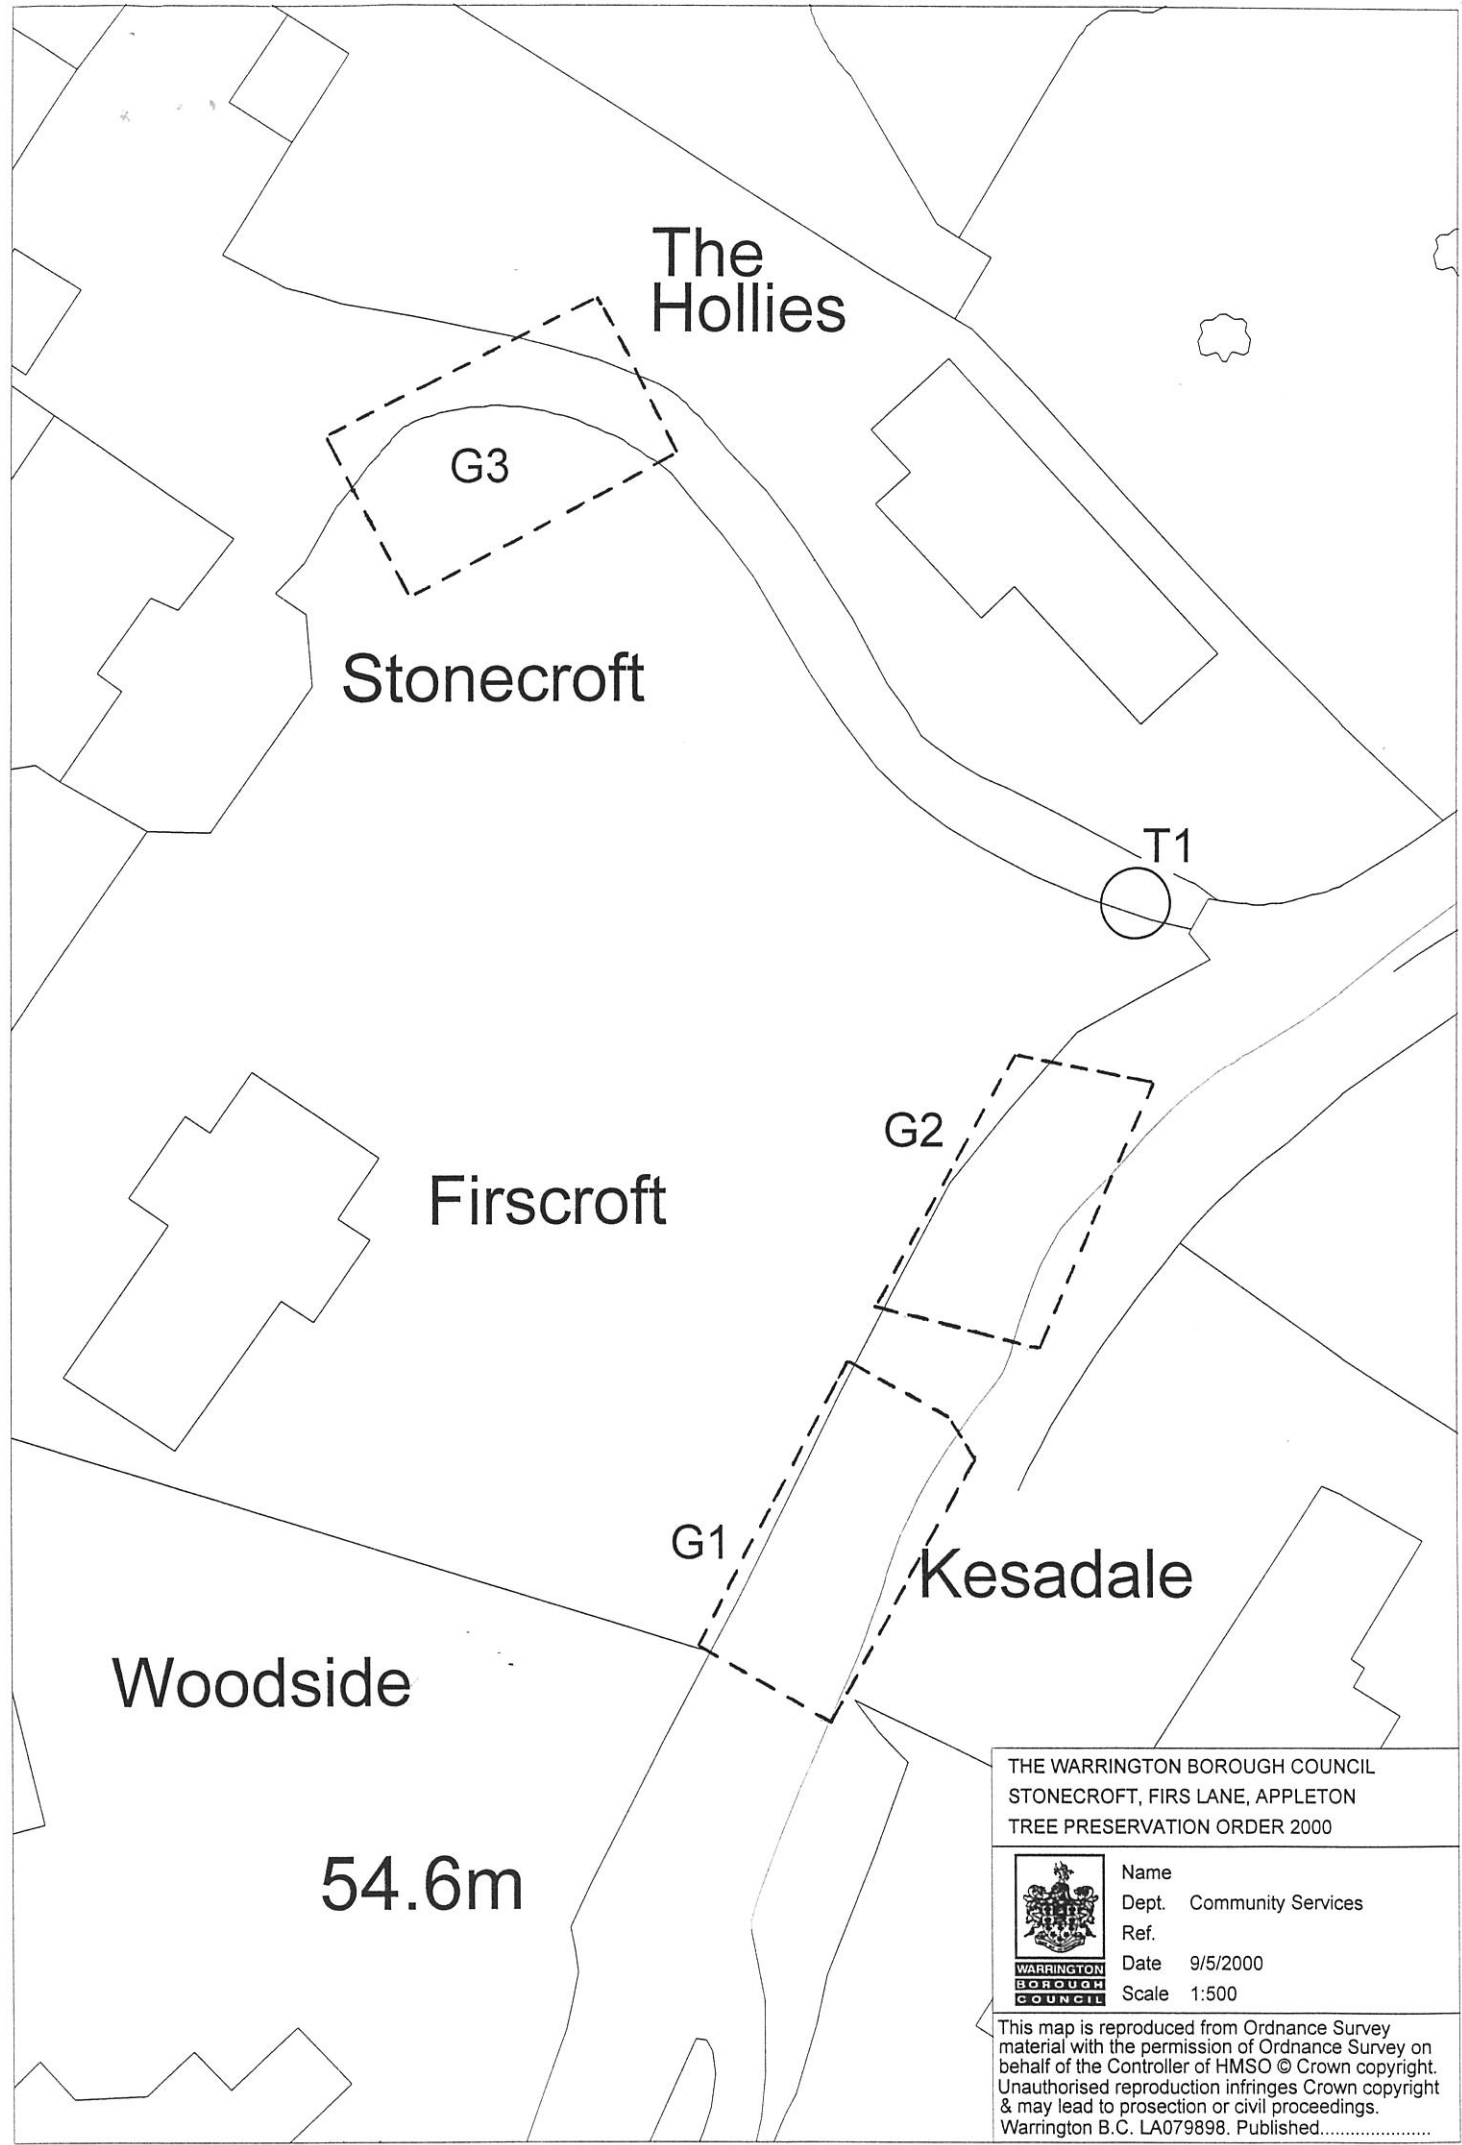 The
Hollies
G3
Stonecroft
T1
G2
Firscroft
G1
Kesadale
Woodside
54.6m
THE WARRINGTON BOROUGH COUNCIL
STONECROFT, FIRS LANE, APPLETON
TREE PRESERVATION ORDER 2000
WARRINGTON
BOROUGH
COUNCIL
Name
Dept. Community Services
Ref.
Date 9/5/2000
Scale 1:500
This map is reproduced from Ordnance Survey
material with the permission of Ordnance Survey on
behalf of the Controller of HMSO © Crown copyright.
Unauthorised reproduction infringes Crown copyright
& may lead to prosection or civil proceedings.
Warrington B.C. LA079898. Published......................